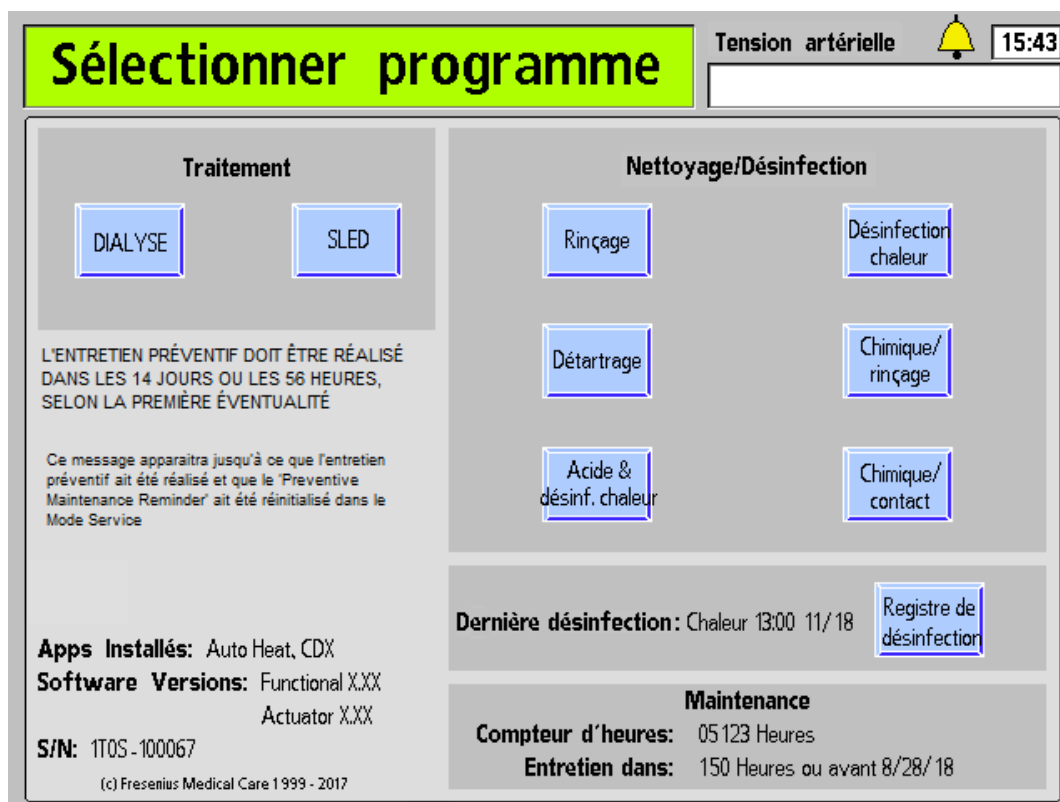 Sélectionner programme
Tension artérielle
15:43
Traitement
DIALYSE
SLED
L'ENTRETIEN PRÉVENTIF DOIT ÊTRE RÉALISÉ
DANS LES 14 JOURS OU LES 56 HEURES,
SELON LA PREMIÈRE ÉVENTUALITÉ
Ce message apparaitra jusqu'à ce que l'entretien
préventif ait été réalisé et que le 'Preventive
Maintenance Reminder' ait été réinitialisé dans le
Mode Service
Apps Installés: Auto Heat, CDX
Software Versions: Functional X.XX
Actuator X.XX
S/N: 1T0S-100067
(c) Fresenius Medical Care 1999 - 2017
Nettoyage/Désinfection
Rinçage
Désinfection
chaleur
Détartrage
Chimique/
rinçage
Acide &
désinf. chaleur
Chimique/
contact
Dernière désinfection: Chaleur 13:00 11/18
Registre de
désinfection
Maintenance
Compteur d'heures: 05123 Heures
Entretien dans: 150 Heures ou avant 8/28/18